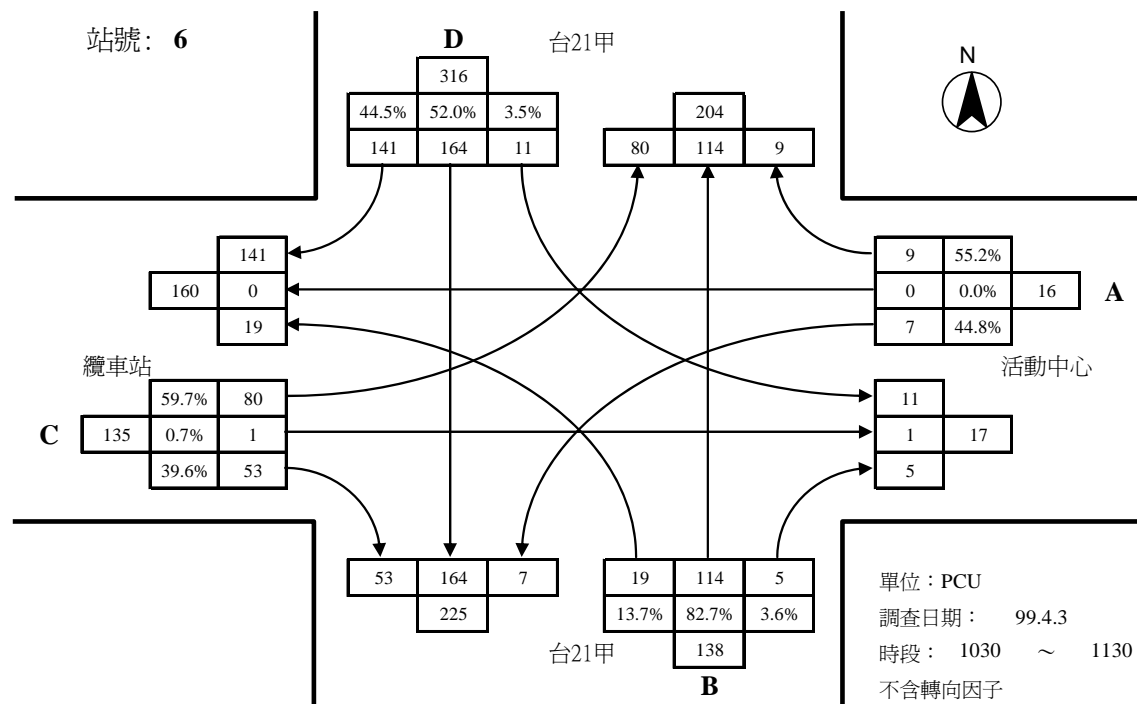 站號: 6
D
台21甲
N
316
44.5% 52.0% 3.5%
141 164 11
204
80 114 9
141
160 0
19
9 55.2%
0 0.0% 16
7 44.8%
A
纜車站
活動中心
59.7% 80
C
135 0.7% 1
39.6% 53
11
1 17
5
53 164 7
225
19 114 5
13.7% 82.7% 3.6%
138
台21甲
B
單位：PCU
調查日期： 99.4.3
時段： 1030 ～ 1130
不含轉向因子